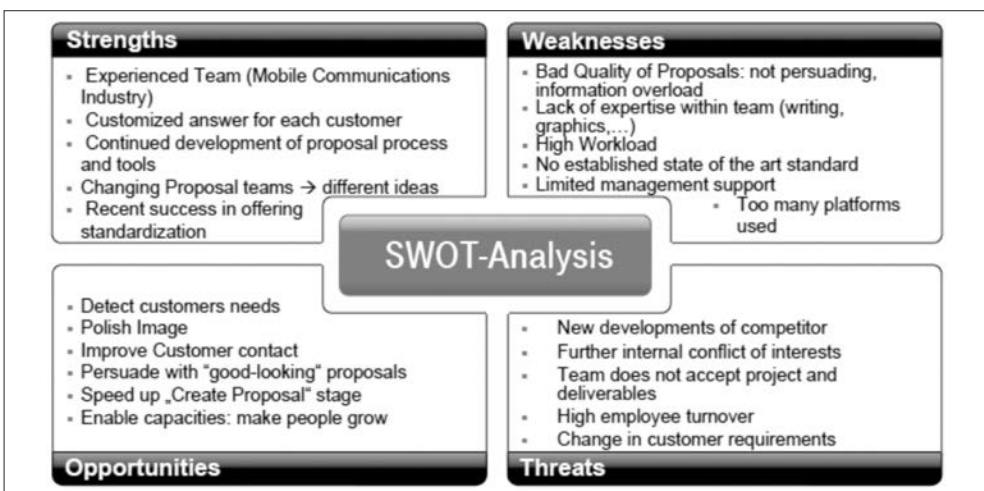 Strengths
▪ Experienced Team (Mobile Communications
Industry)
▪ Customized answer for each customer
▪ Continued development of proposal process
and tools
▪ Changing Proposal teams → different ideas
▪ Recent success in offering
standardization
Weaknesses
▪ Bad Quality of Proposals: not persuading,
information overload
▪ Lack of expertise within team (writing,
graphics,…)
▪ High Workload
▪ No established state of the art standard
▪ Limited management support
▪ Too many platforms
used
SWOT-Analysis
▪ Detect customers needs
▪ Polish Image
▪ Improve Customer contact
▪ Persuade with “good-looking“ proposals
▪ Speed up „Create Proposal“ stage
▪ Enable capacities: make people grow
Opportunities
▪ New developments of competitor
▪ Further internal conflict of interests
▪ Team does not accept project and
deliverables
▪ High employee turnover
▪ Change in customer requirements
Threats